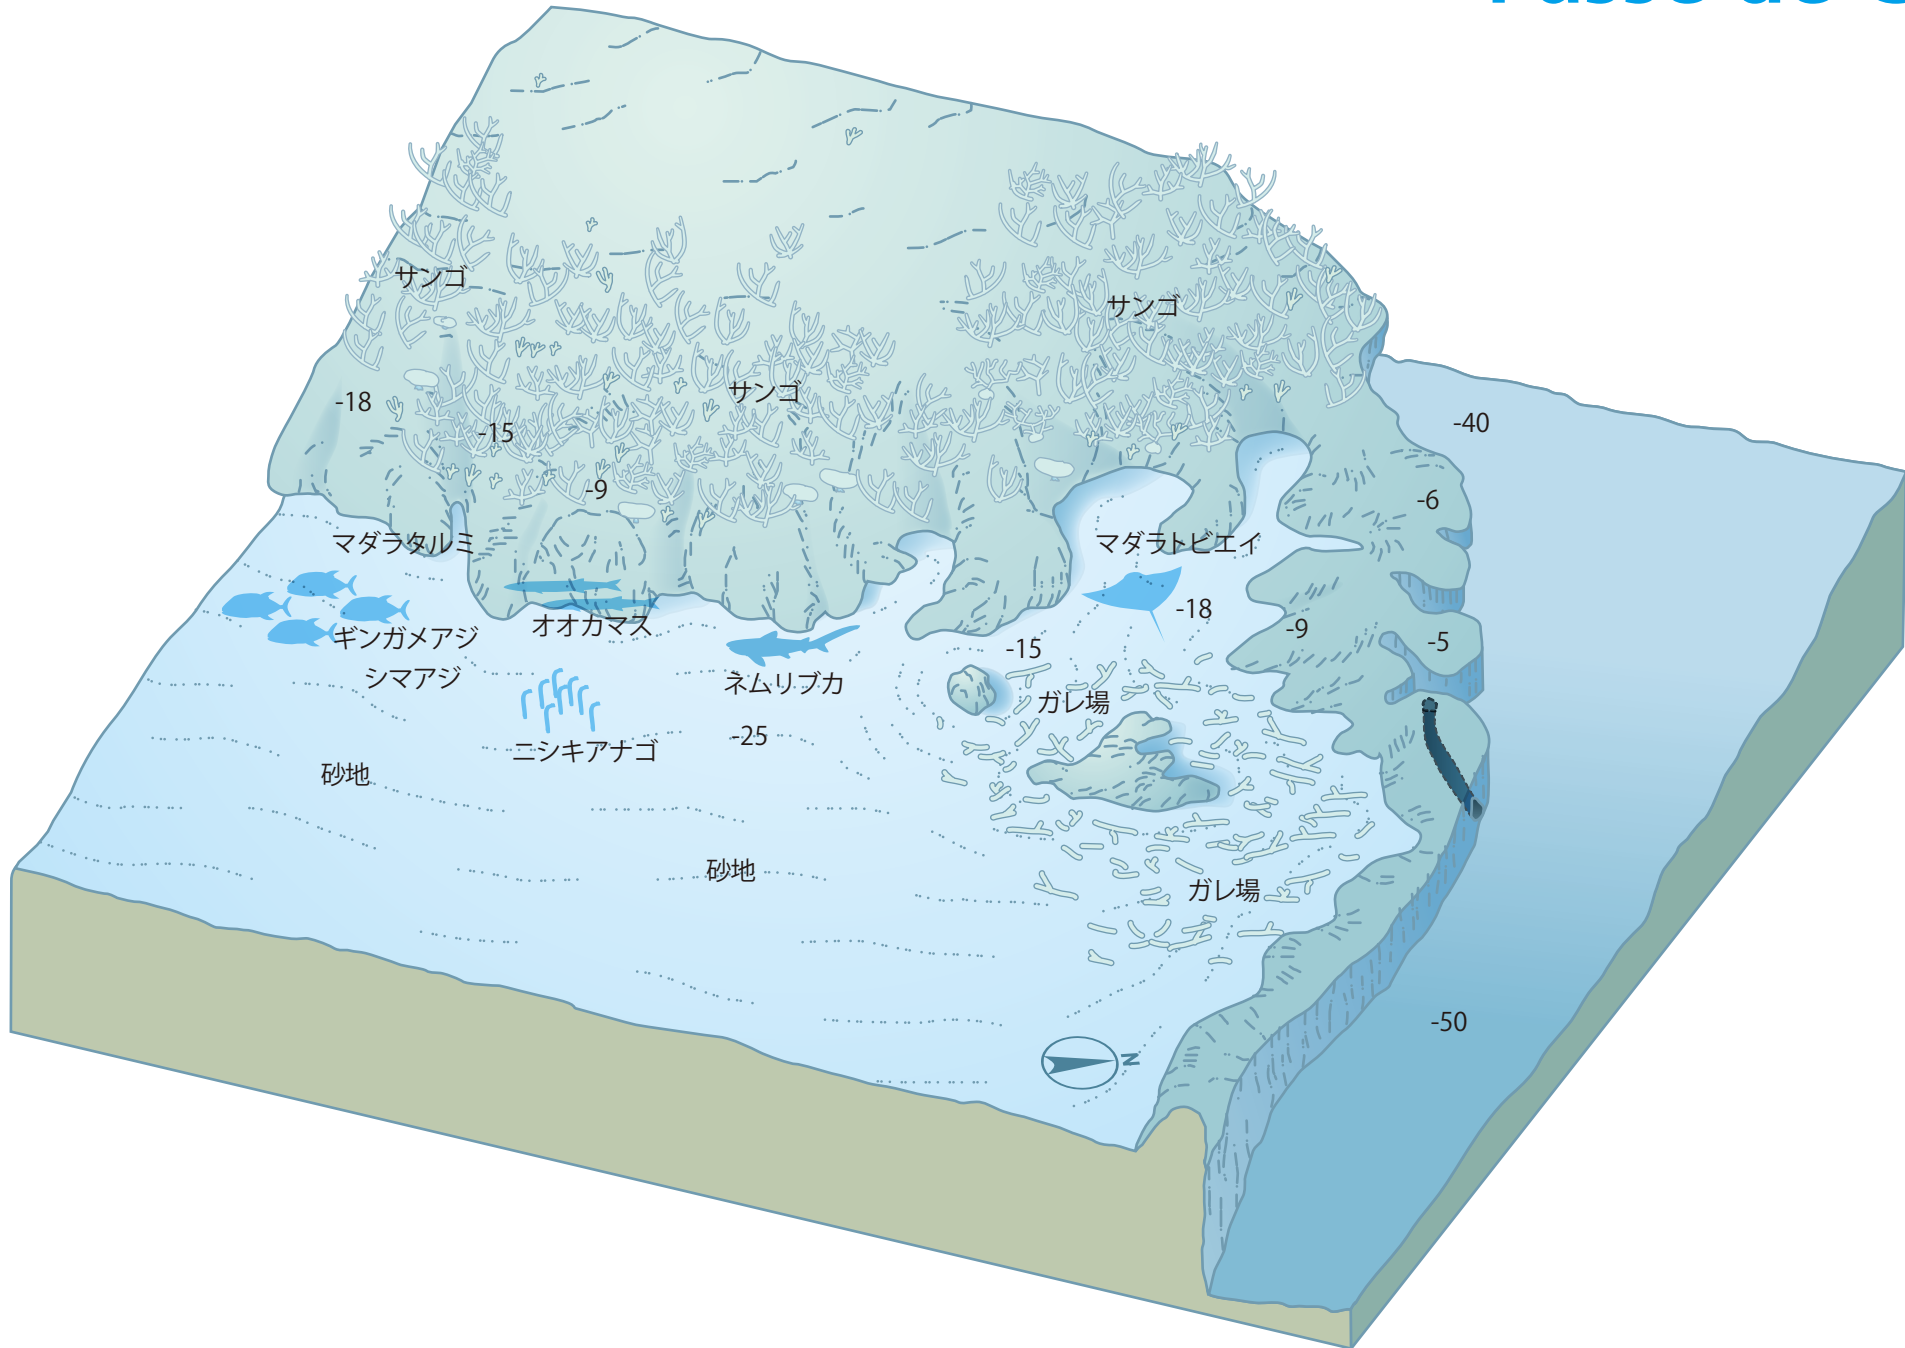 サンゴ
サンゴ
サンゴ
-18
-15
-40
-9
-6
マダラタルミ
マダラトビエイ
-18
ギンガメアジ
シマアジ
オオカマス
-9
-5
-15
ネムリブカ
ガレ場
-25
ニシキアナゴ
砂地
砂地
ガレ場
-50
N